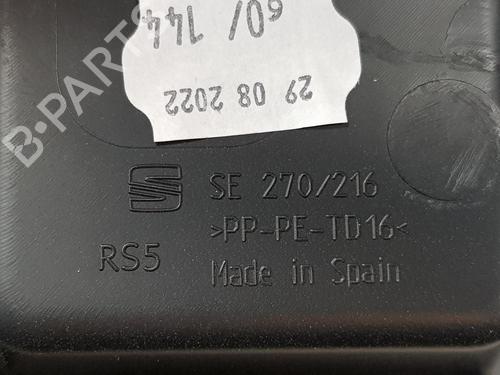 60/ 144
29 08 2022
B-PARTS
SE 270/216
>PP-PE-TD16<
RS5
Made in Spain